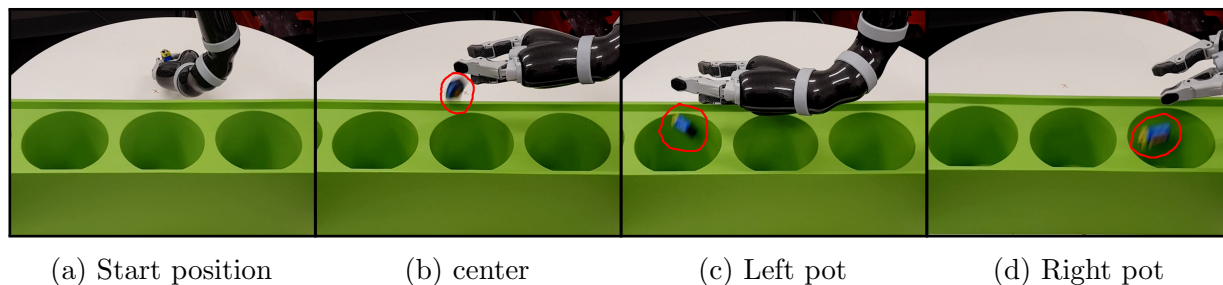 (a) Start position
(b) center
(c) Left pot
(d) Right pot